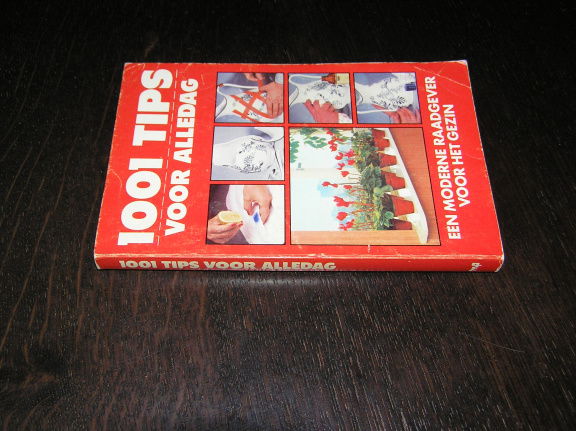 1001 TIPS
VOOR ALLEDAG
EEN MODERNE RAADGEVER
VOOR HET GEZIN
1001 TIPS VOOR ALLEDAG